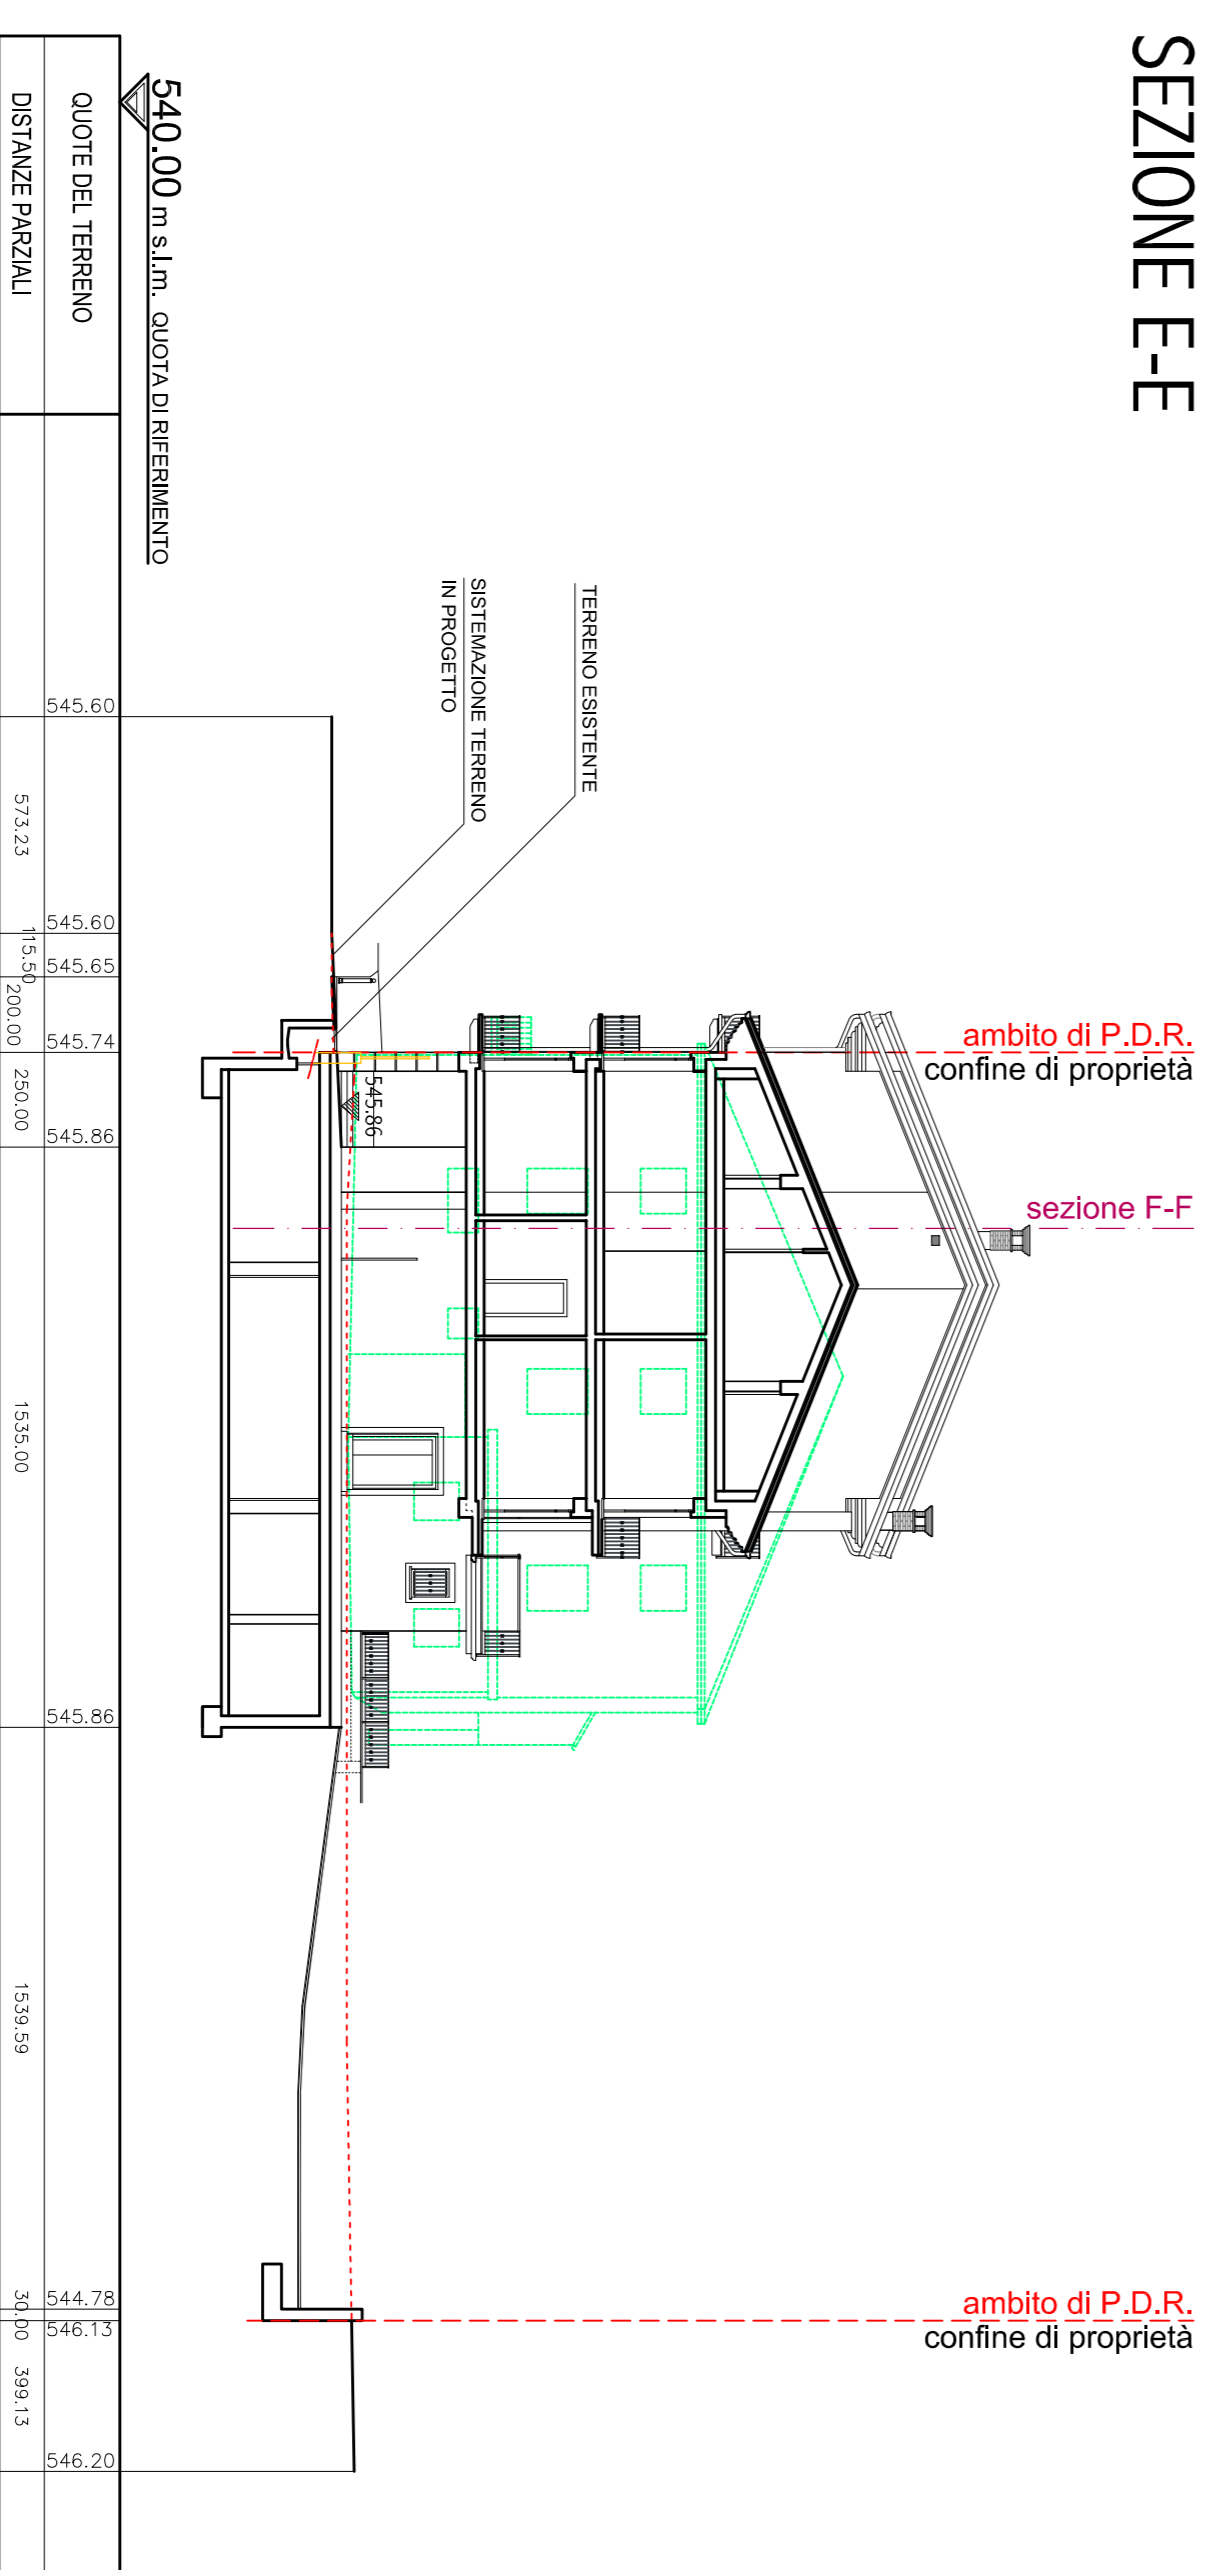 SEZIONE E-E
ambito di P.D.R.
confine di proprietà
sezione F-F
ambito di P.D.R.
confine di proprietà
TERRENO ESISTENTE
SISTEMAZIONE TERRENO
IN PROGETTO
545.86
540.00 m s.l.m. QUOTA DI RIFERIMENTO
QUOTE DEL TERRENO
545.60
545.60
545.65
545.74
545.86
545.86
544.78
546.13
546.20
DISTANZE PARZIALI
573.23
115.50
200.00
250.00
1535.00
1539.59
30.00
399.13